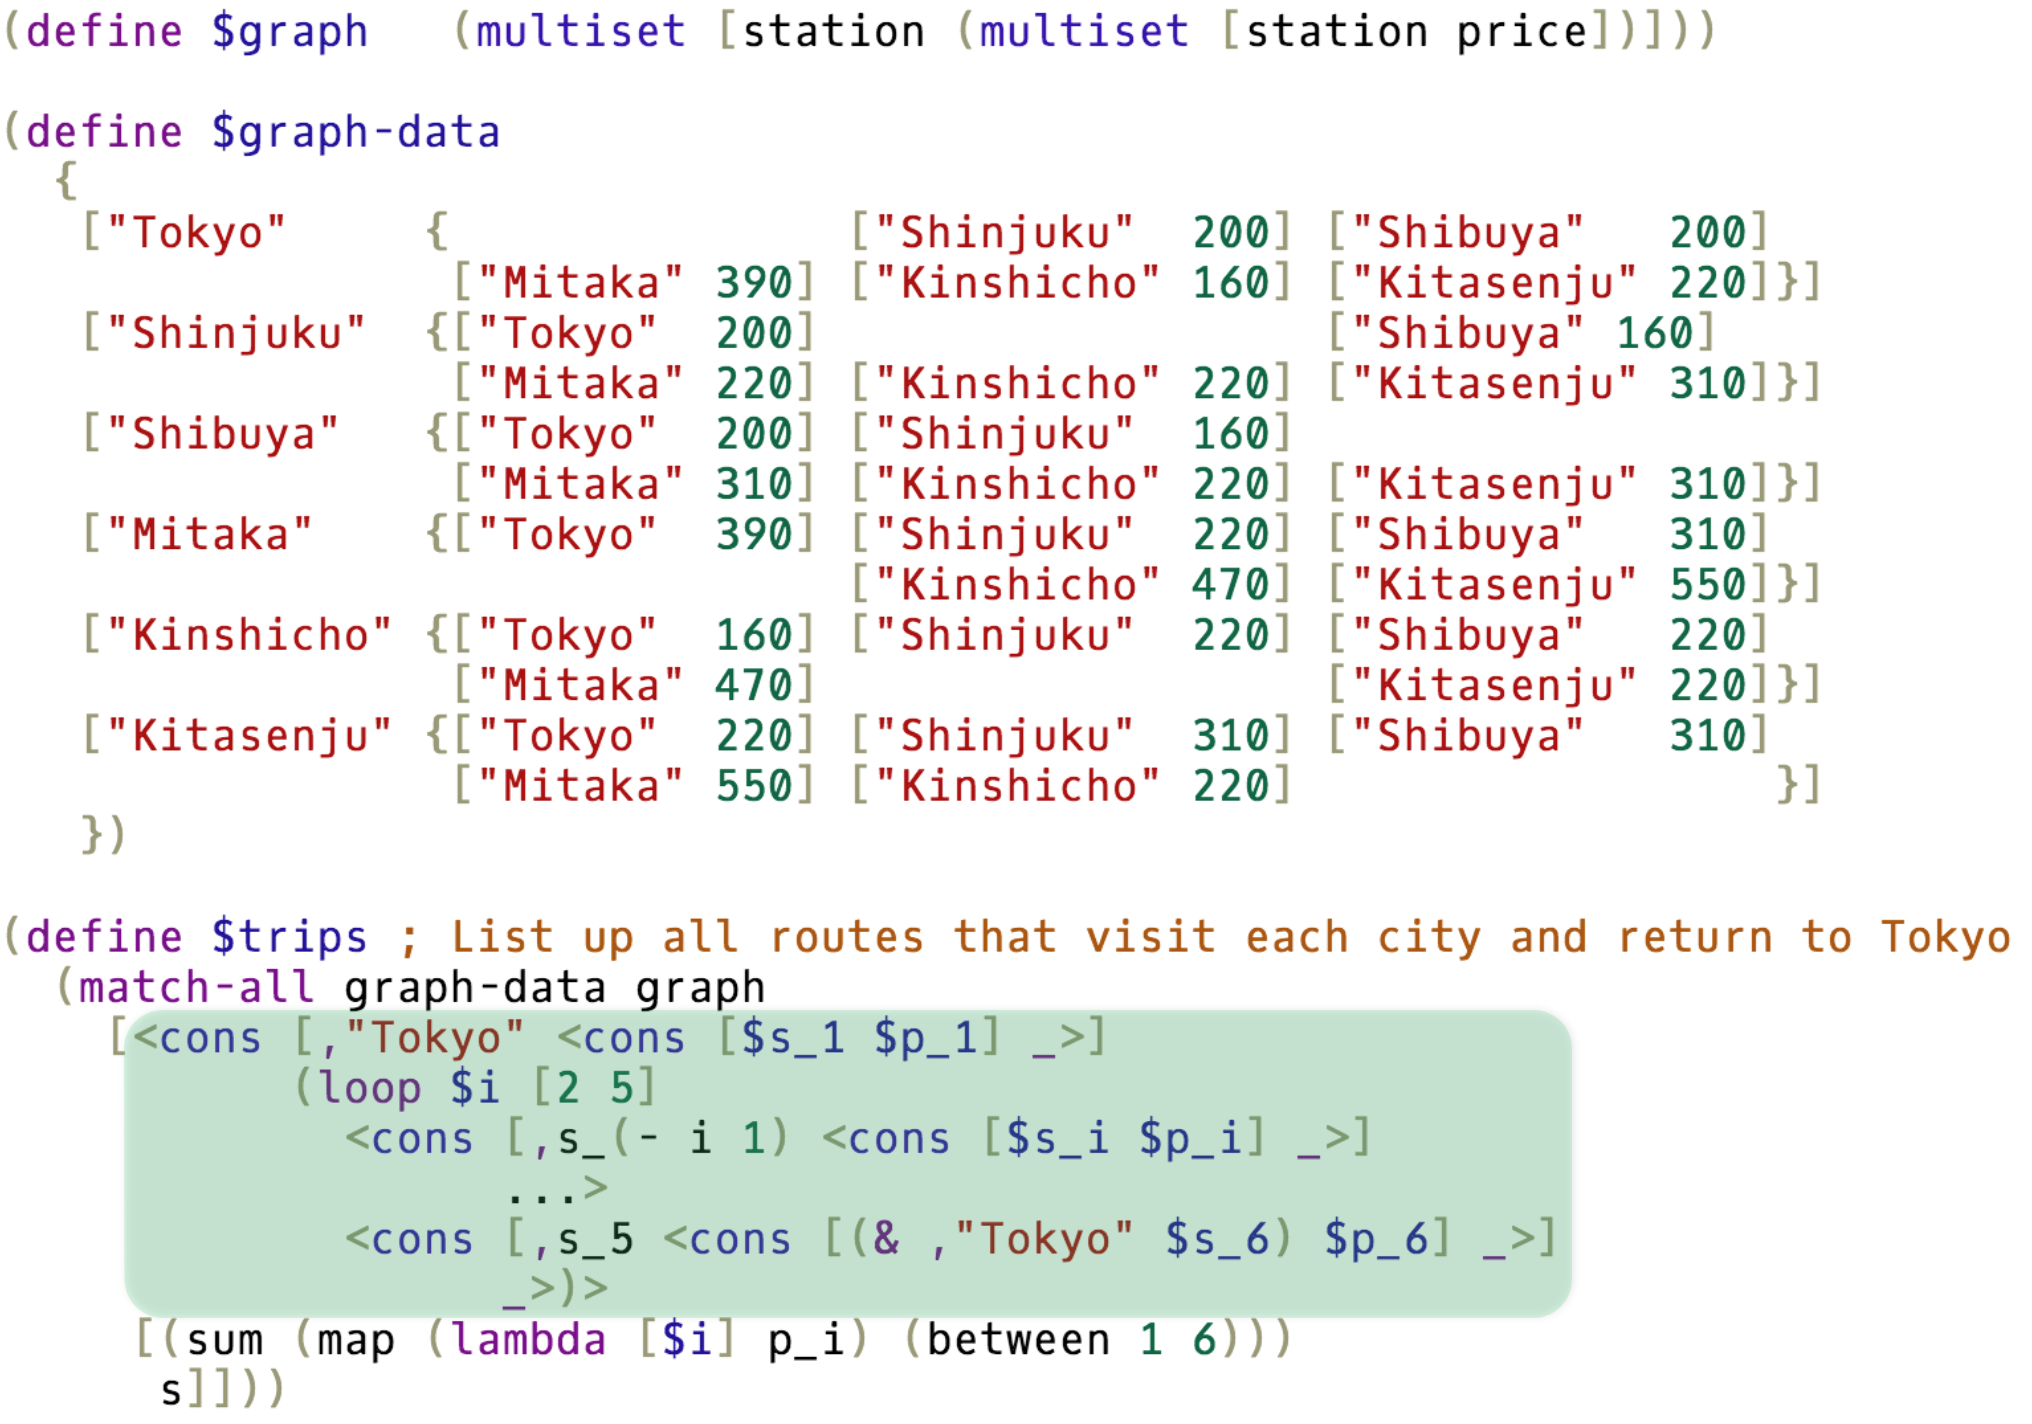 (define $graph   (multiset [station (multiset [station price])]))
(define $graph-data
  {
   ["Tokyo"     {               ["Shinjuku"  200] ["Shibuya"   200]
                 ["Mitaka" 390] ["Kinshicho" 160] ["Kitasenju" 220]}]
   ["Shinjuku"  {["Tokyo"  200]                   ["Shibuya" 160]
                 ["Mitaka" 220] ["Kinshicho" 220] ["Kitasenju" 310]}]
   ["Shibuya"   {["Tokyo"  200] ["Shinjuku"  160]
                 ["Mitaka" 310] ["Kinshicho" 220] ["Kitasenju" 310]}]
   ["Mitaka"    {["Tokyo"  390] ["Shinjuku"  220] ["Shibuya"   310]
                                ["Kinshicho" 470] ["Kitasenju" 550]}]
   ["Kinshicho" {["Tokyo"  160] ["Shinjuku"  220] ["Shibuya"   220]
                 ["Mitaka" 470]                   ["Kitasenju" 220]}]
   ["Kitasenju" {["Tokyo"  220] ["Shinjuku"  310] ["Shibuya"   310]
                 ["Mitaka" 550] ["Kinshicho" 220]                  }]
   })
(define $trips ; List up all routes that visit each city and return to Tokyo
  (match-all graph-data graph
    [<cons [,"Tokyo" <cons [$s_1 $p_1] _>]
           (loop $i [2 5]
             <cons [,s_(- i 1) <cons [$s_i $p_i] _>]
                   ...>
             <cons [,s_5 <cons [(& ,"Tokyo" $s_6) $p_6] _>]
                   _>)>
     [(sum (map (lambda [$i] p_i) (between 1 6)))
      s]]))